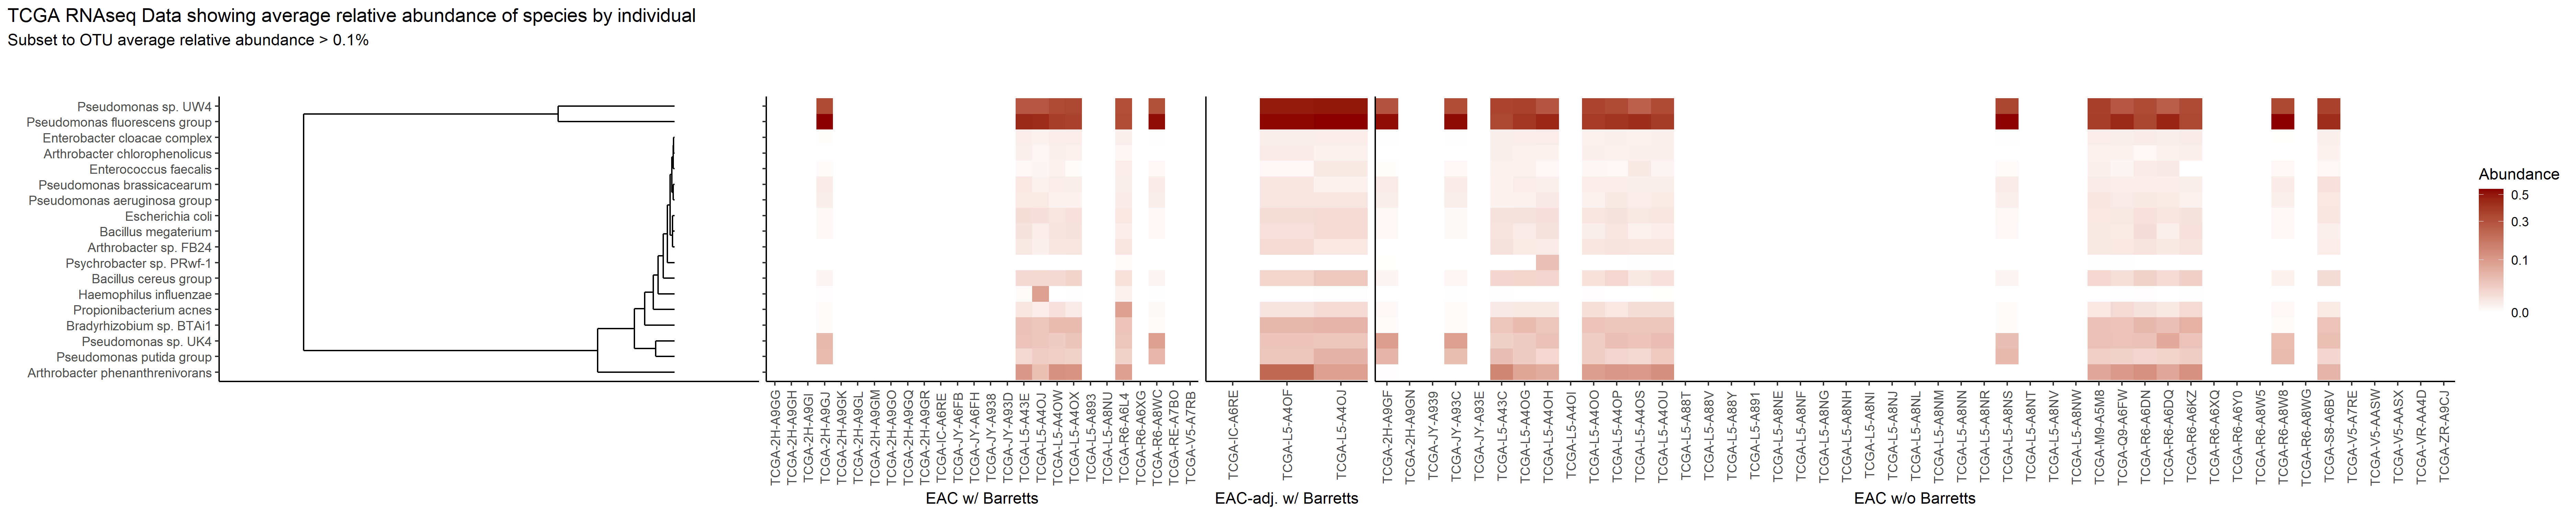 TCGA RNAseq Data showing average relative abundance of species by individual
Subset to OTU average relative abundance > 0.1%
Pseudomonas sp. UW4
Pseudomonas fluorescens group
Enterobacter cloacae complex
Arthrobacter chlorophenolicus
Enterococcus faecalis
Pseudomonas brassicacearum
Pseudomonas aeruginosa group
Escherichia coli
Bacillus megaterium
Arthrobacter sp. FB24
Psychrobacter sp. PRwf-1
Bacillus cereus group
Haemophilus influenzae
Propionibacterium acnes
Bradyrhizobium sp. BTAi1
Pseudomonas sp. UK4
Pseudomonas putida group
Arthrobacter phenanthrenivorans
TCGA-2H-A9GG
TCGA-2H-A9GH
TCGA-2H-A9GI
TCGA-2H-A9GJ
TCGA-2H-A9GK
TCGA-2H-A9GL
TCGA-2H-A9GM
TCGA-2H-A9GO
TCGA-2H-A9GQ
TCGA-2H-A9GR
TCGA-IC-A6RE
TCGA-JY-A6FB
TCGA-JY-A6FH
TCGA-JY-A938
TCGA-JY-A93D
TCGA-L5-A43E
TCGA-L5-A4OJ
TCGA-L5-A4OW
TCGA-L5-A4OX
TCGA-L5-A893
TCGA-L5-A8NU
TCGA-R6-A6L4
TCGA-R6-A6XG
TCGA-R6-A8WC
TCGA-RE-A7BO
TCGA-V5-A7RB
EAC w/ Barretts
TCGA-IC-A6RE
TCGA-L5-A4OF
TCGA-L5-A4OJ
EAC-adj. w/ Barretts
TCGA-2H-A9GF
TCGA-2H-A9GN
TCGA-JY-A939
TCGA-JY-A93C
TCGA-JY-A93E
TCGA-L5-A43C
TCGA-L5-A4OG
TCGA-L5-A4OH
TCGA-L5-A4OI
TCGA-L5-A4OO
TCGA-L5-A4OP
TCGA-L5-A4OS
TCGA-L5-A4OU
TCGA-L5-A88T
TCGA-L5-A88V
TCGA-L5-A88Y
TCGA-L5-A891
TCGA-L5-A8NE
TCGA-L5-A8NF
TCGA-L5-A8NG
TCGA-L5-A8NH
TCGA-L5-A8NI
TCGA-L5-A8NJ
TCGA-L5-A8NL
TCGA-L5-A8NM
TCGA-L5-A8NN
TCGA-L5-A8NR
TCGA-L5-A8NS
TCGA-L5-A8NT
TCGA-L5-A8NV
TCGA-L5-A8NW
TCGA-M9-A5M8
TCGA-Q9-A6FW
TCGA-R6-A6DN
TCGA-R6-A6DQ
TCGA-R6-A6KZ
TCGA-R6-A6XQ
TCGA-R6-A6Y0
TCGA-R6-A8W5
TCGA-R6-A8W8
TCGA-R6-A8WG
TCGA-S8-A6BV
TCGA-V5-A7RE
TCGA-V5-AASW
TCGA-V5-AASX
TCGA-VR-AA4D
TCGA-ZR-A9CJ
EAC w/o Barretts
Abundance
0.5
0.3
0.1
0.0